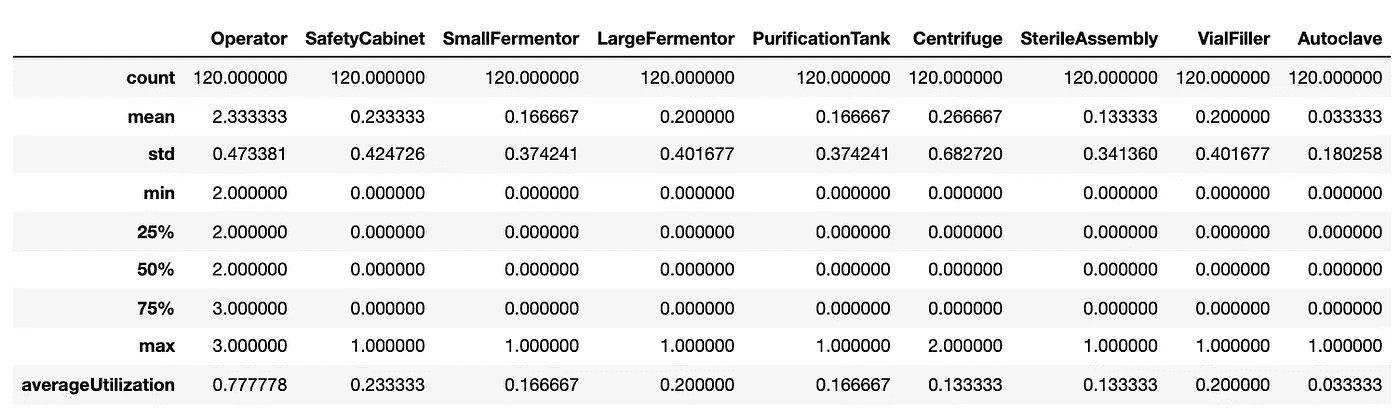 Operator SafetyCabinet SmallFermentor LargeFermentor PurificationTank Centrifuge SterileAssembly VialFiller Autoclave
count 120.000000 120.000000 120.000000 120.000000 120.000000 120.000000 120.000000 120.000000 120.000000
mean 2.333333 0.233333 0.166667 0.200000 0.166667 0.266667 0.133333 0.200000 0.033333
std 0.473381 0.424726 0.374241 0.401677 0.374241 0.682720 0.341360 0.401677 0.180258
min 2.000000 0.000000 0.000000 0.000000 0.000000 0.000000 0.000000 0.000000 0.000000
25% 2.000000 0.000000 0.000000 0.000000 0.000000 0.000000 0.000000 0.000000 0.000000
50% 2.000000 0.000000 0.000000 0.000000 0.000000 0.000000 0.000000 0.000000 0.000000
75% 3.000000 0.000000 0.000000 0.000000 0.000000 0.000000 0.000000 0.000000 0.000000
max 3.000000 1.000000 1.000000 1.000000 1.000000 2.000000 1.000000 1.000000 1.000000
averageUtilization 0.777778 0.233333 0.166667 0.200000 0.166667 0.133333 0.133333 0.200000 0.033333